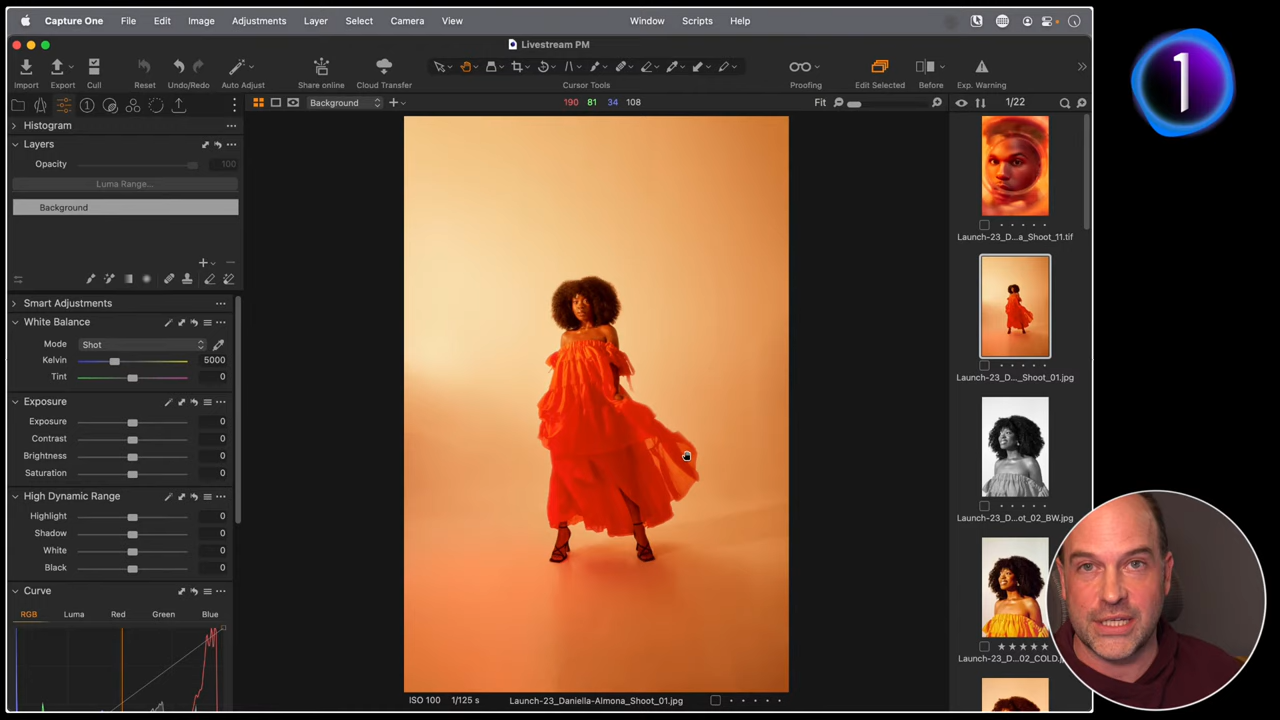 Capture One File Edit Image Adjustments Layer Select Camera View Window Scripts Help
Livestream PM
Import Export Cull Reset Undo/Redo Auto Adjust Share online Cloud Transfer Cursor Tools Proofing Edit Selected Before Exp. Warning
Background
190 81 34 108
Fit
1/22
Histogram
Layers
Opacity 100
Luma Range...
Background
Smart Adjustments
White Balance
Mode Shot
Kelvin 5000
Tint 0
Exposure
Exposure 0
Contrast 0
Brightness 0
Saturation 0
High Dynamic Range
Highlight 0
Shadow 0
White 0
Black 0
Curve
RGB Luma Red Green Blue
ISO 100 1/125 s Launch-23_Daniella-Almona_Shoot_01.jpg
Launch-23_D...a_Shoot_11.tif
Launch-23_D..._Shoot_01.jpg
Launch-23_D...ot_02_BW.jpg
Launch-23_D...02_COLD.j
1